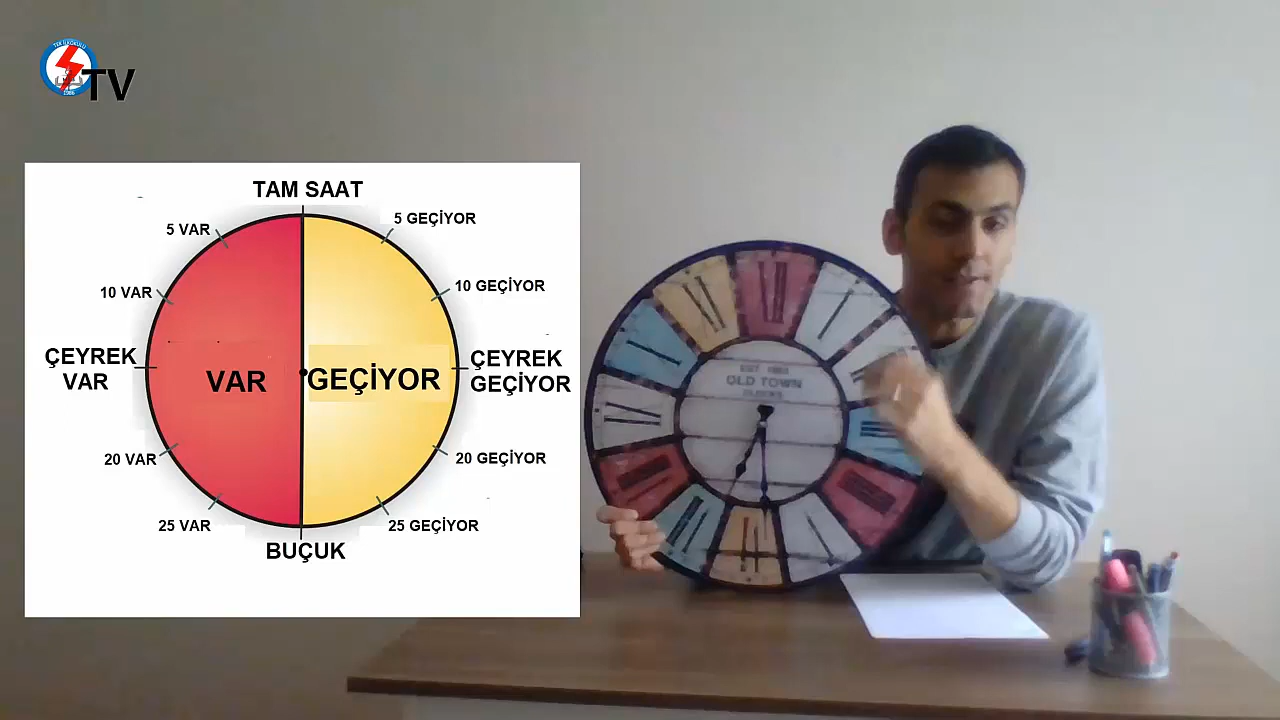 TV
TAM SAAT
5 VAR
5 GEÇİYOR
10 VAR
10 GEÇİYOR
ÇEYREK
VAR
VAR
GEÇİYOR
ÇEYREK
GEÇİYOR
20 VAR
20 GEÇİYOR
25 VAR
25 GEÇİYOR
BUÇUK
OLD TOWN
CLOCKS